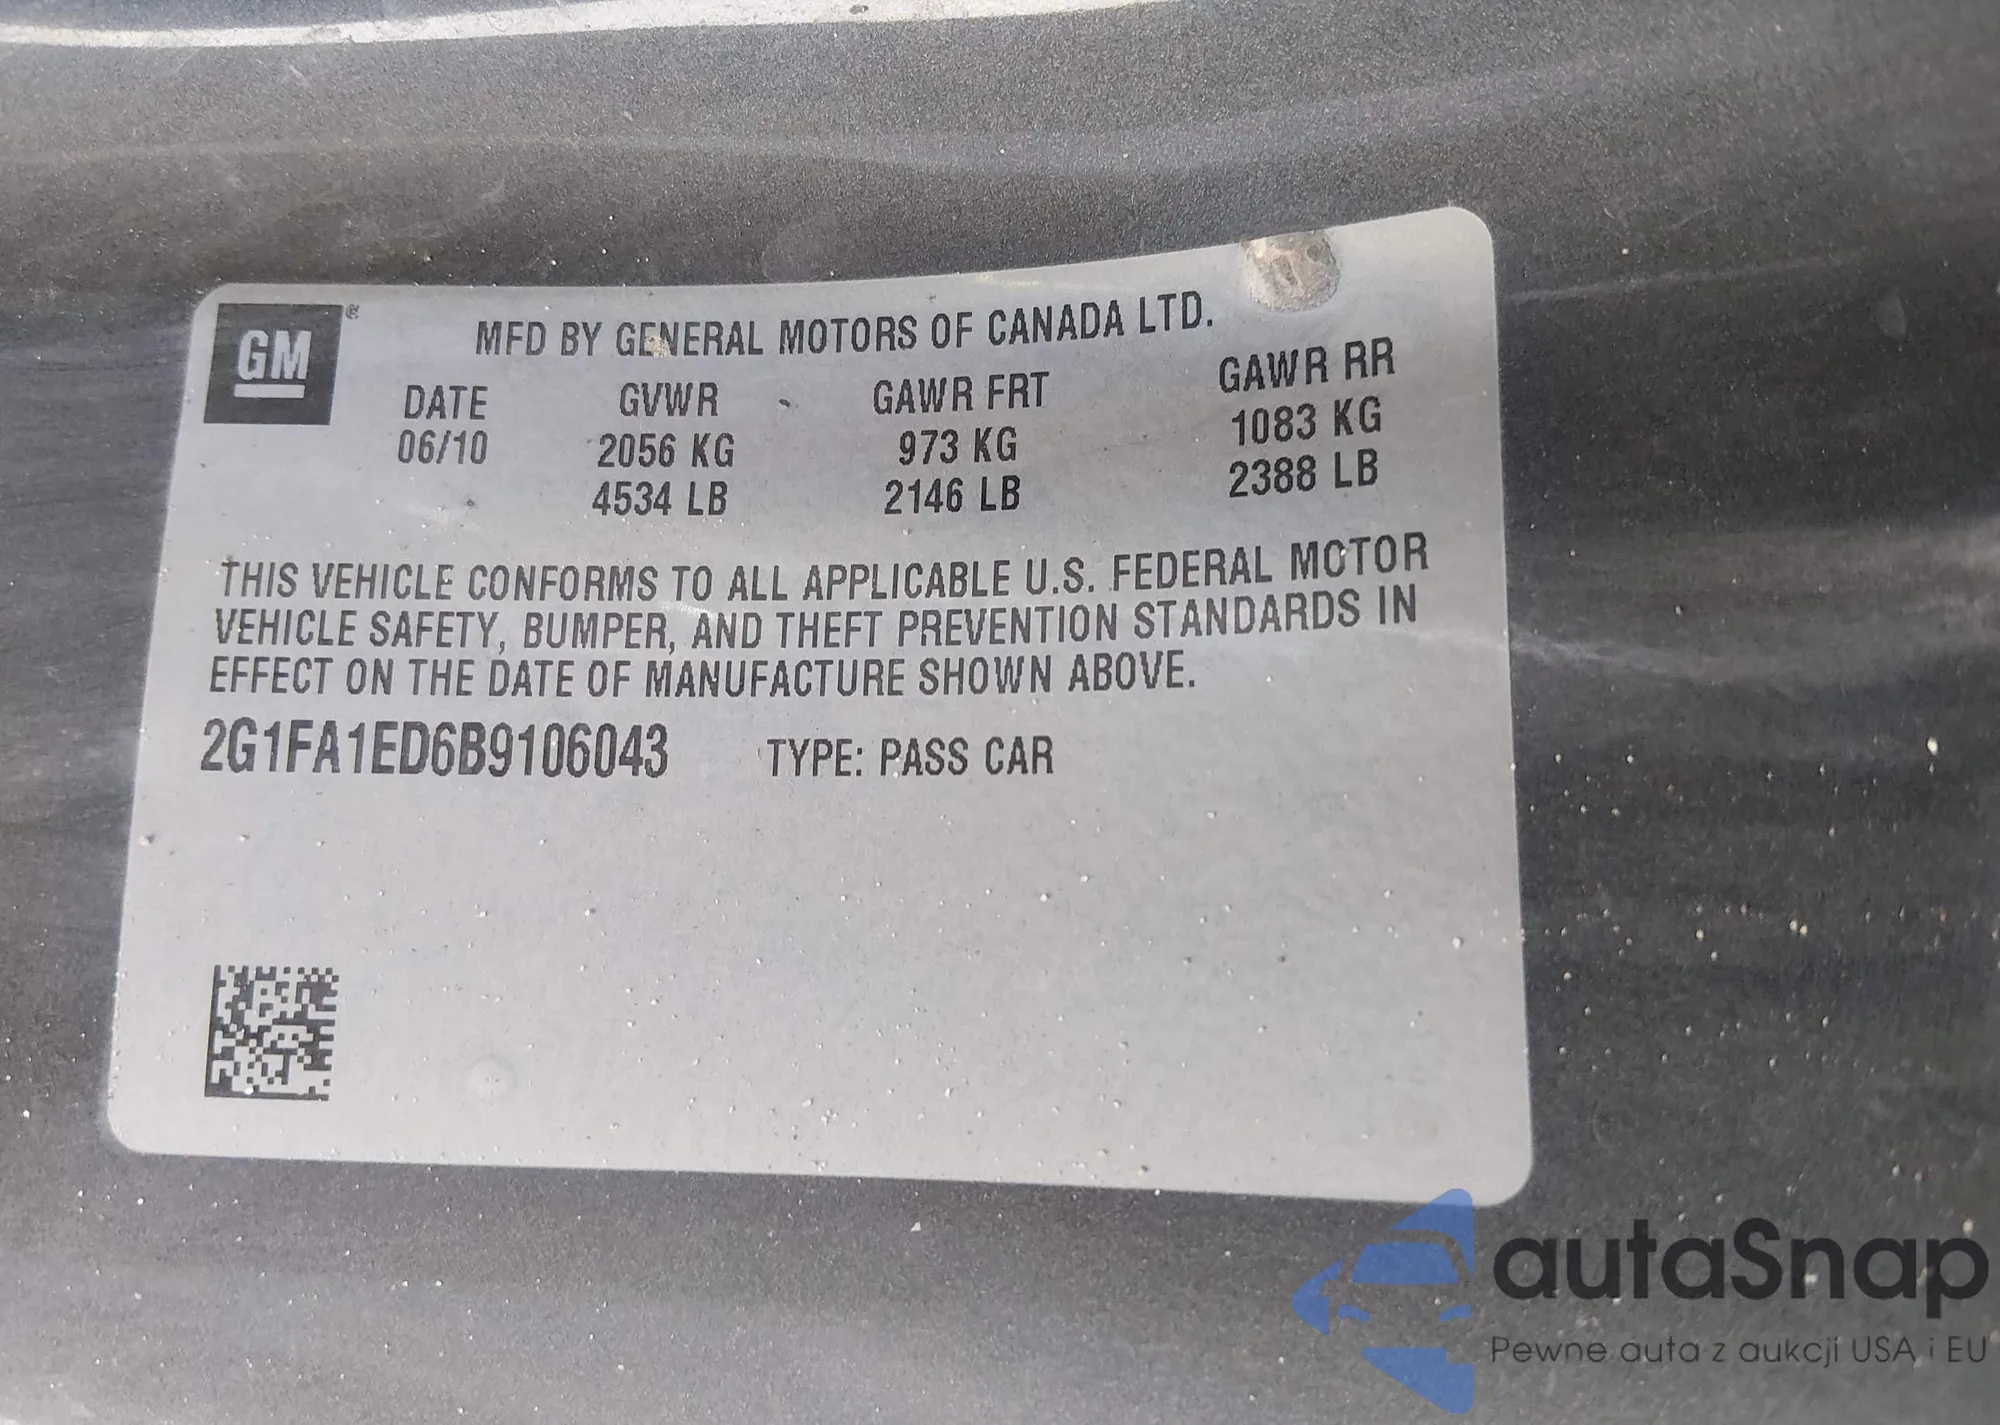 GM ®
MFD BY GENERAL MOTORS OF CANADA LTD.
DATE GVWR GAWR FRT GAWR RR
06/10 2056 KG 973 KG 1083 KG
4534 LB 2146 LB 2388 LB
THIS VEHICLE CONFORMS TO ALL APPLICABLE U.S. FEDERAL MOTOR
VEHICLE SAFETY, BUMPER, AND THEFT PREVENTION STANDARDS IN
EFFECT ON THE DATE OF MANUFACTURE SHOWN ABOVE.
2G1FA1ED6B9106043 TYPE: PASS CAR
autaSnap
Pewne auta z aukcji USA i EU